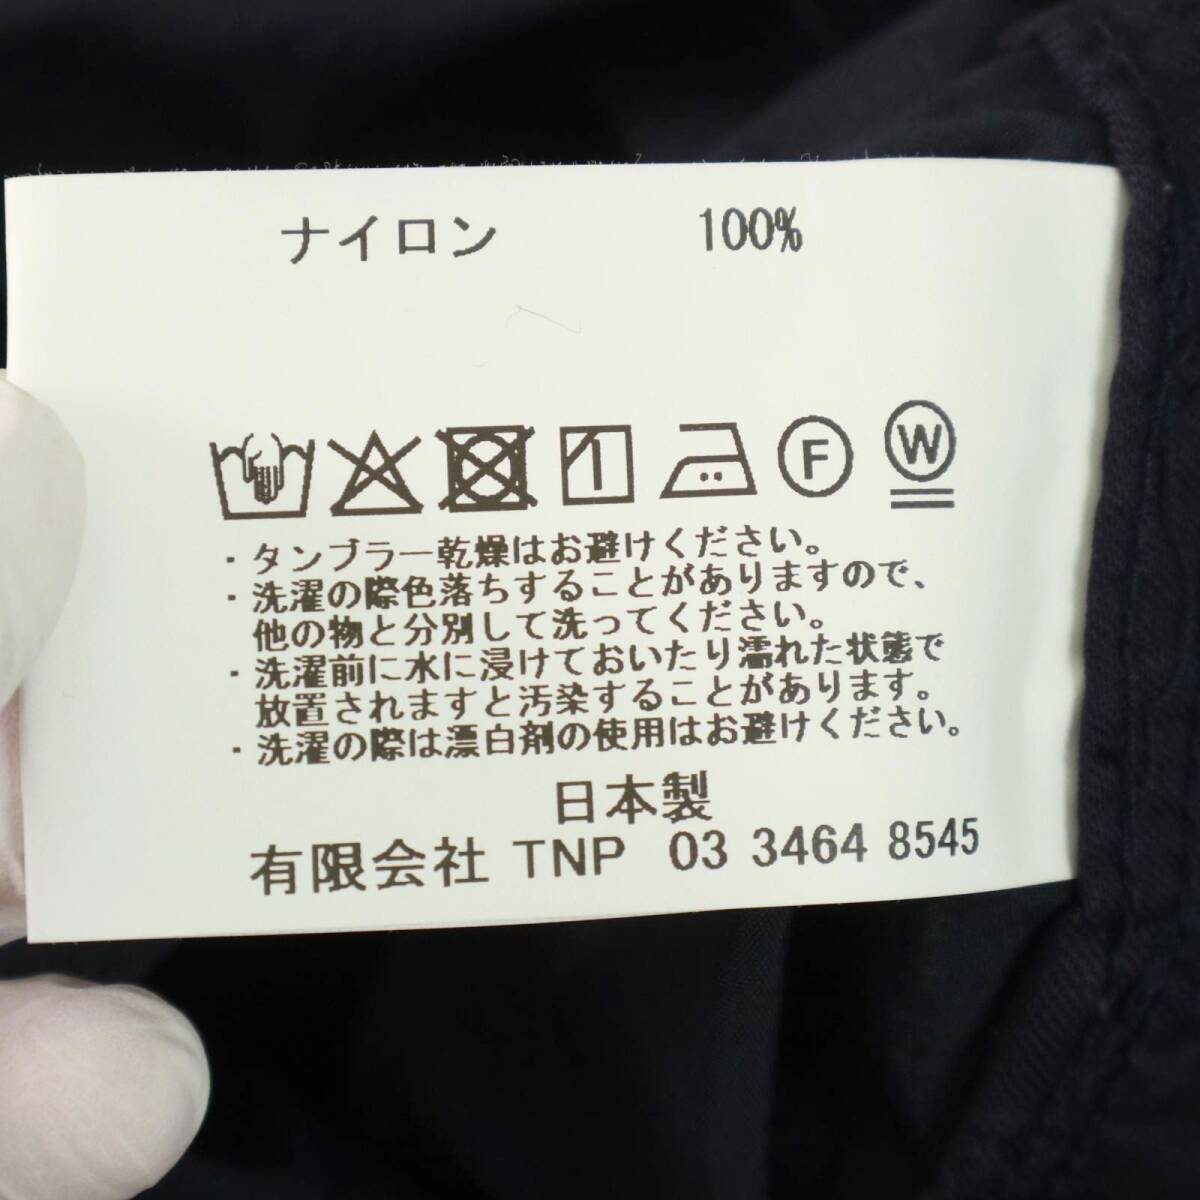 ナイロン 100%
F W
・タンブラー乾燥はお避けください。
・洗濯の際色落ちすることがありますので、
他の物と分別して洗ってください。
・洗濯前に水に浸けておいたり濡れた状態で
放置されますと汚染することがあります。
・洗濯の際は漂白剤の使用はお避けください。
日本製
有限会社 TNP 03 3464 8545